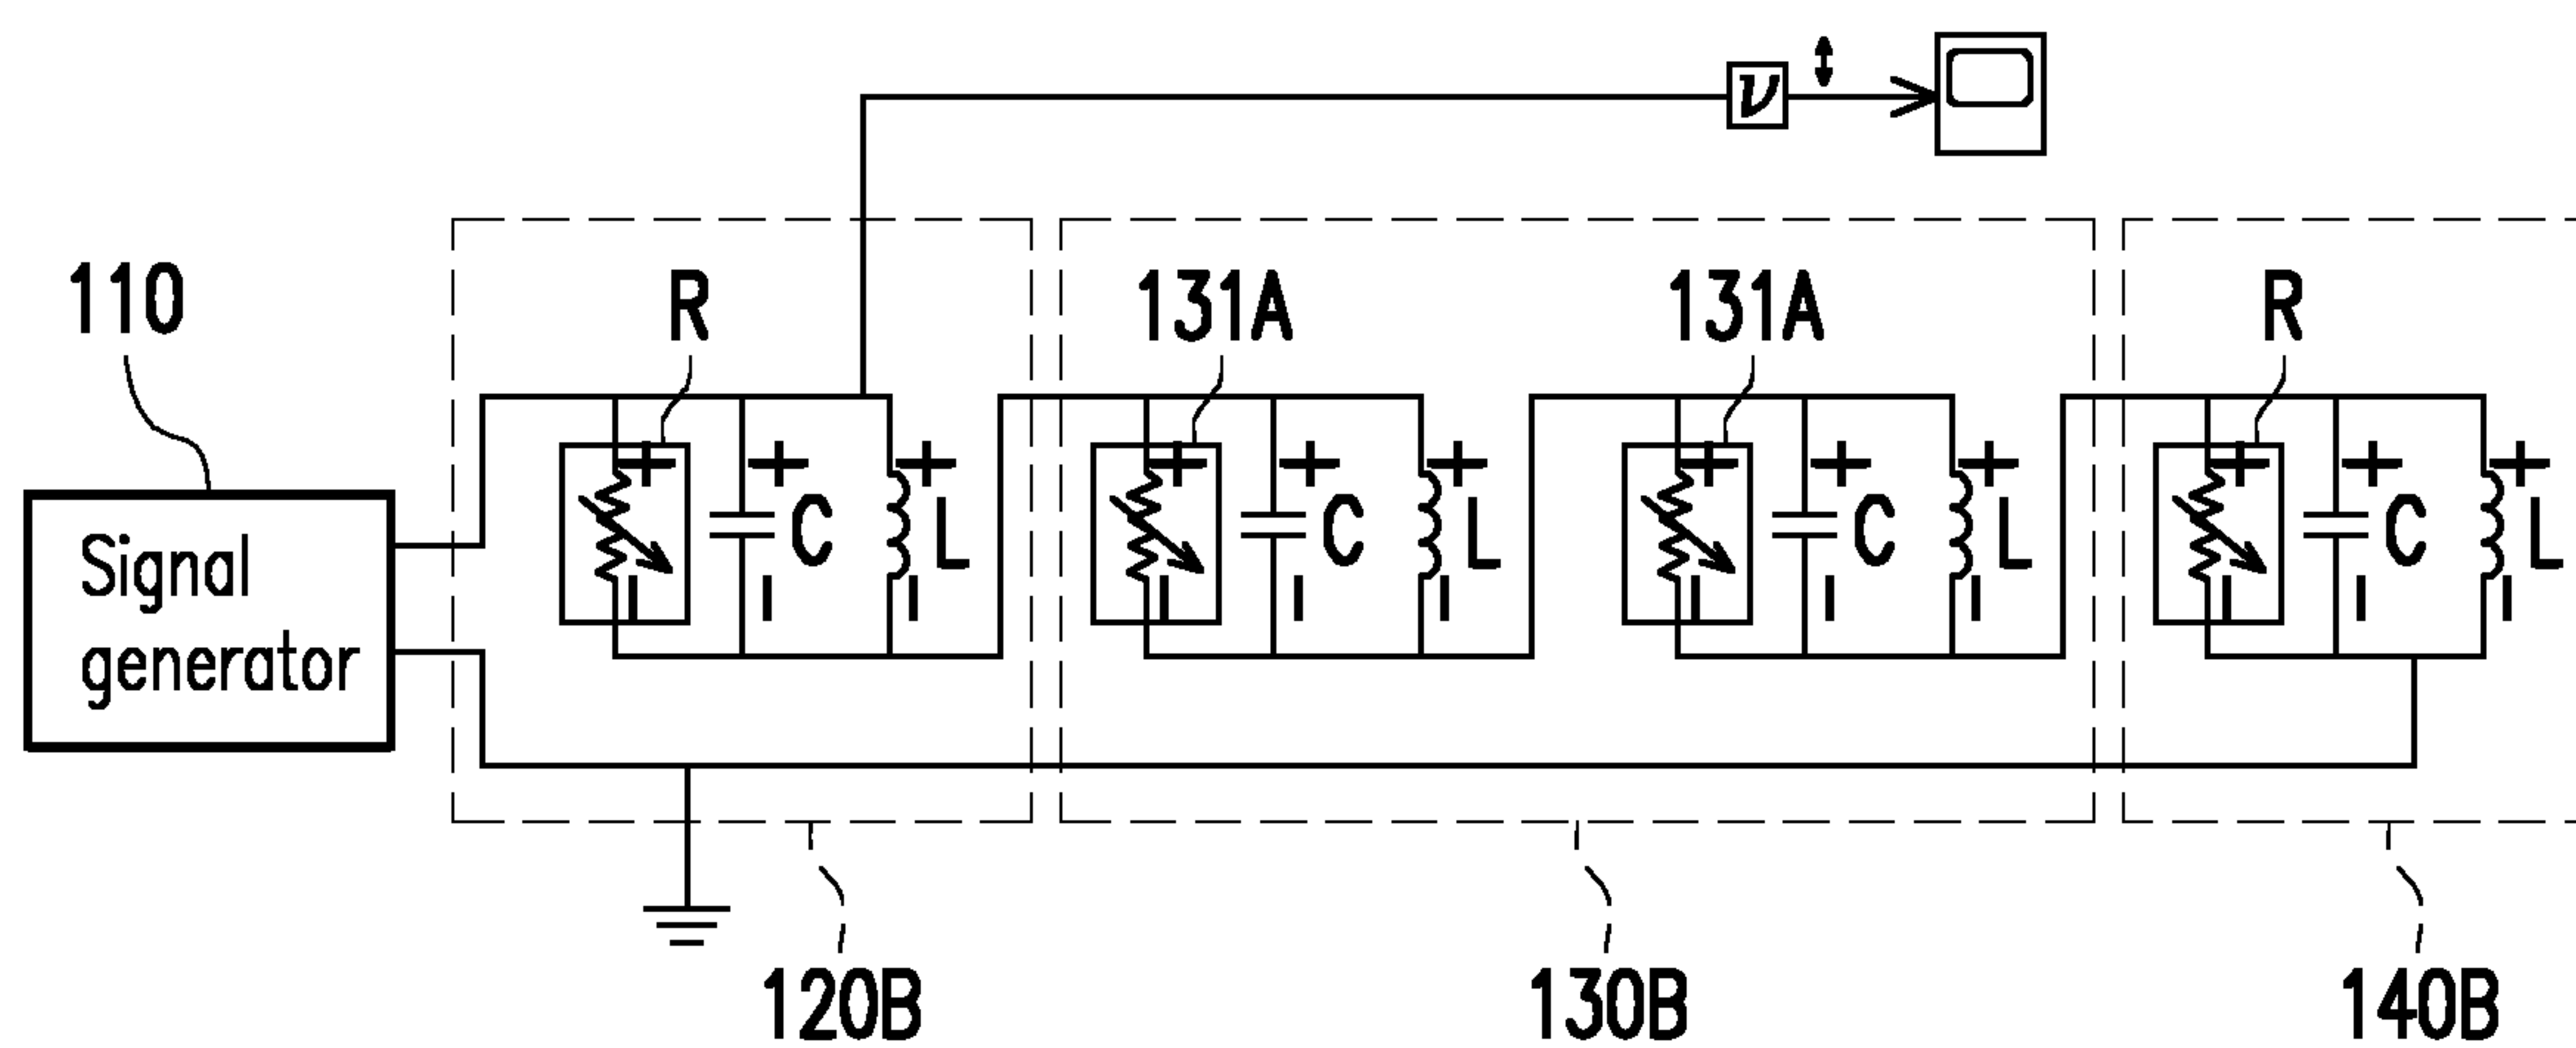 ν
110
R
131A
131A
R
+ + + + + + + + + + + +
C L C L C L C L
- - - - - - - - - - - -
Signal
generator
120B
130B
140B